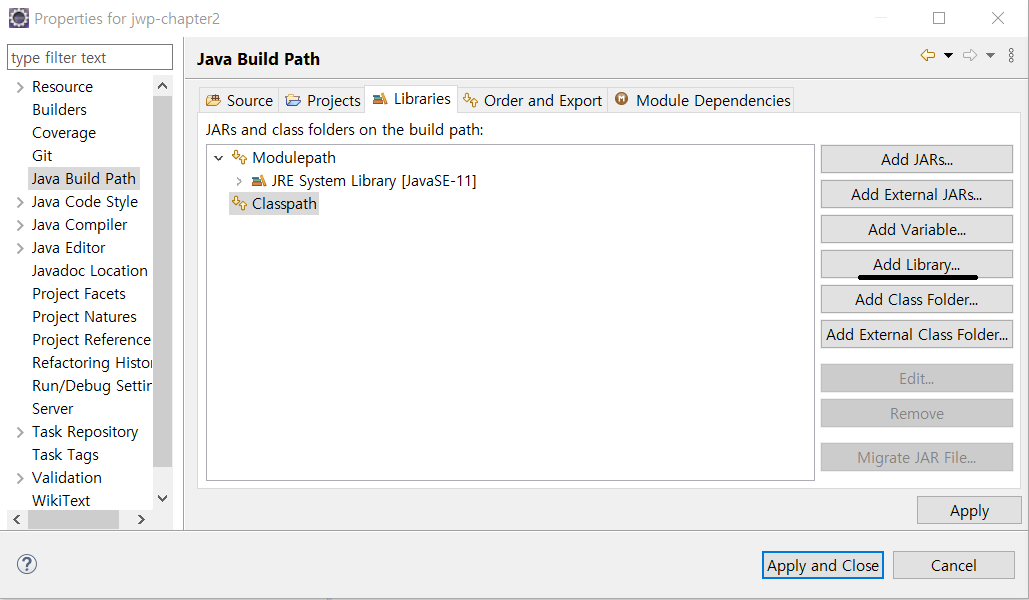 Properties for jwp-chapter2
type filter text
Resource
Builders
Coverage
Git
Java Build Path
Java Code Style
Java Compiler
Java Editor
Javadoc Location
Project Facets
Project Natures
Project Reference
Refactoring Histo
Run/Debug Settin
Server
Task Repository
Task Tags
Validation
WikiText
Java Build Path
Source Projects Libraries Order and Export Module Dependencies
JARs and class folders on the build path:
Modulepath
JRE System Library [JavaSE-11]
Classpath
Add JARs...
Add External JARs...
Add Variable...
Add Library...
Add Class Folder...
Add External Class Folder...
Edit...
Remove
Migrate JAR File...
Apply
? Apply and Close Cancel